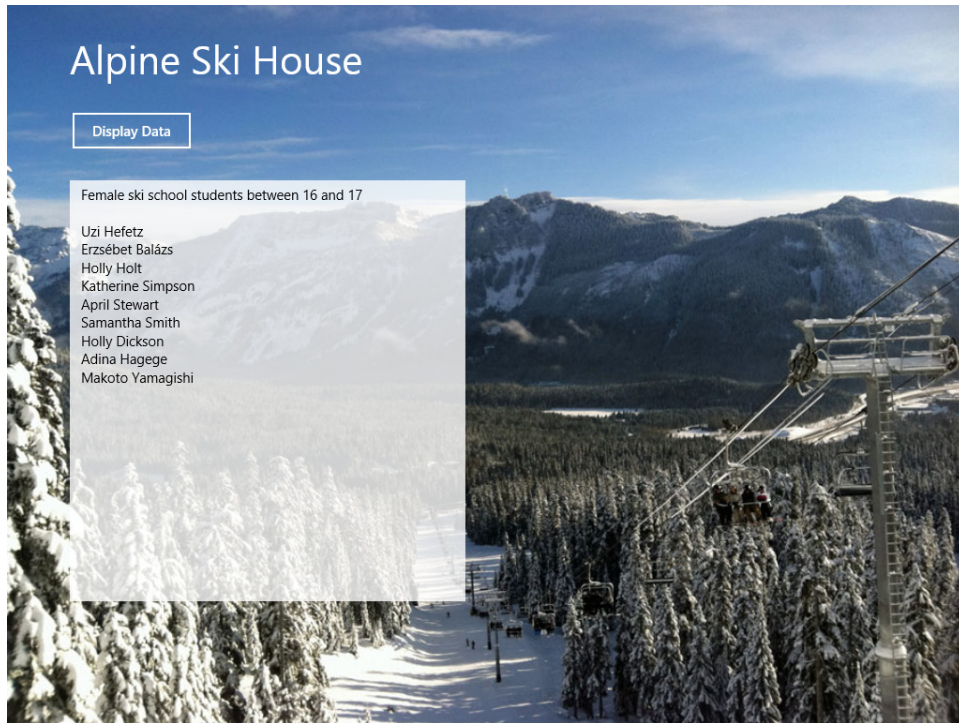 Alpine Ski House
Display Data
Female ski school students between 16 and 17
Uzi Hefetz
Erzsébet Balázs
Holly Holt
Katherine Simpson
April Stewart
Samantha Smith
Holly Dickson
Adina Hagege
Makoto Yamagishi